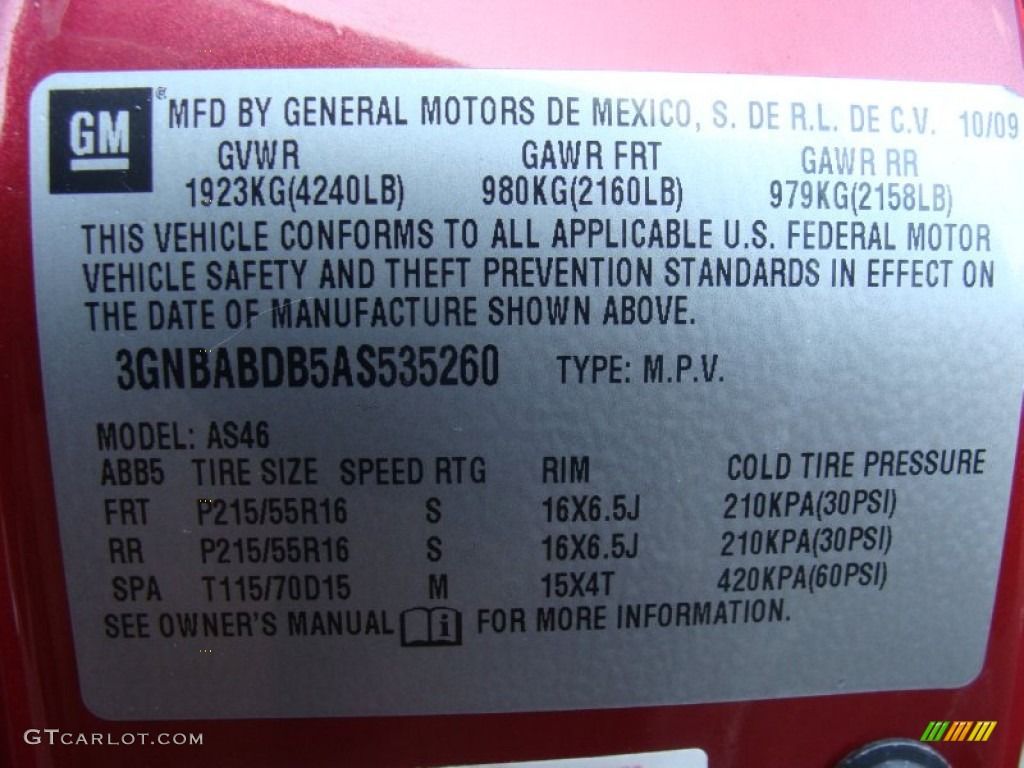 GM® MFD BY GENERAL MOTORS DE MEXICO, S. DE R.L. DE C.V. 10/09
GVWR GAWR FRT GAWR RR
1923KG(4240LB) 980KG(2160LB) 979KG(2158LB)
THIS VEHICLE CONFORMS TO ALL APPLICABLE U.S. FEDERAL MOTOR
VEHICLE SAFETY AND THEFT PREVENTION STANDARDS IN EFFECT ON
THE DATE OF MANUFACTURE SHOWN ABOVE.
3GNBABDB5AS535260 TYPE: M.P.V.
MODEL: AS46
ABB5 TIRE SIZE SPEED RTG RIM COLD TIRE PRESSURE
FRT P215/55R16 S 16X6.5J 210KPA(30PSI)
RR P215/55R16 S 16X6.5J 210KPA(30PSI)
SPA T115/70D15 M 15X4T 420KPA(60PSI)
SEE OWNER'S MANUAL i FOR MORE INFORMATION.
GTCARLOT.COM